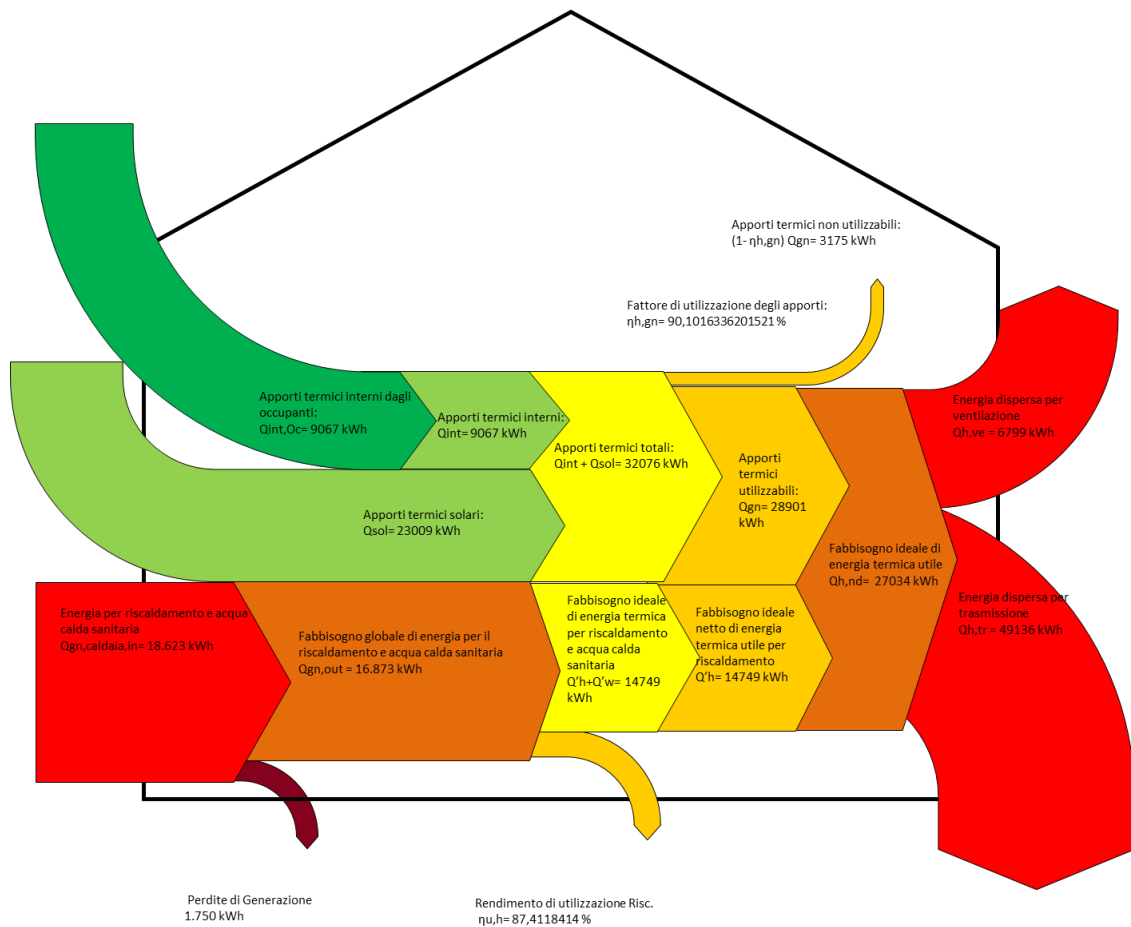 Apporti termici non utilizzabili:
(1- ηh,gn) Qgn= 3175 kWh
Fattore di utilizzazione degli apporti:
ηh,gn= 90,1016336201521 %
Apporti termici interni dagli
occupanti:
Qint,Oc= 9067 kWh
Apporti termici interni:
Qint= 9067 kWh
Apporti termici totali:
Qint + Qsol= 32076 kWh
Apporti
termici
utilizzabili:
Qgn= 28901
kWh
Energia dispersa per
ventilazione
Qh,ve = 6799 kWh
Apporti termici solari:
Qsol= 23009 kWh
Fabbisogno ideale di
energia termica utile
Qh,nd= 27034 kWh
Energia dispersa per
trasmissione
Qh,tr = 49136 kWh
Energia per riscaldamento e acqua
calda sanitaria
Qgn,caldaia,in= 18.623 kWh
Fabbisogno globale di energia per il
riscaldamento e acqua calda sanitaria
Qgn,out = 16.873 kWh
Fabbisogno ideale
di energia termica
per riscaldamento
e acqua calda
sanitaria
Q'h+Q'w= 14749
kWh
Fabbisogno ideale
netto di energia
termica utile per
riscaldamento
Q'h= 14749 kWh
Perdite di Generazione
1.750 kWh
Rendimento di utilizzazione Risc.
ηu,h= 87,4118414 %